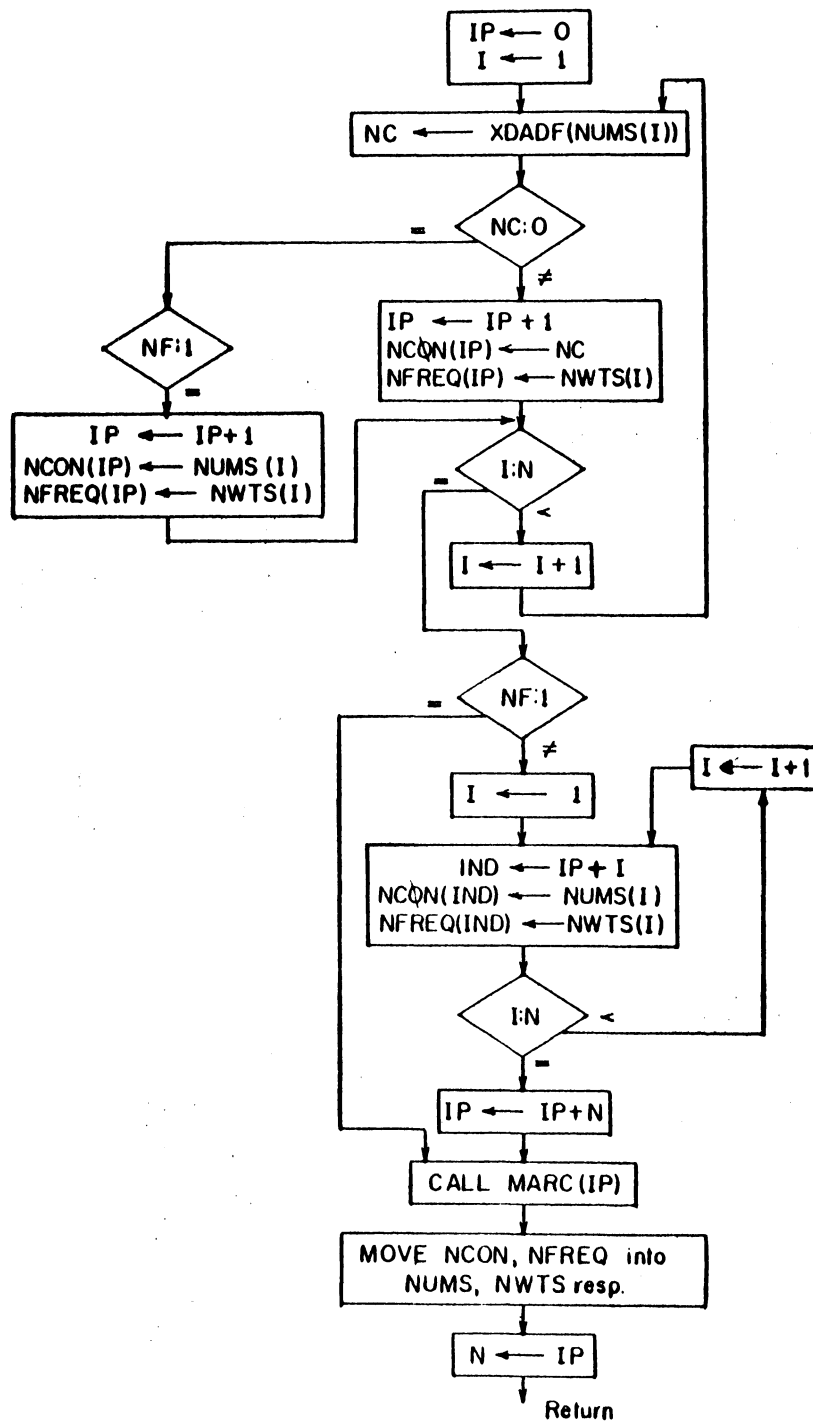 IP ← 0
I ← 1
NC ← XDADF(NUMS(I))
NC:0
=
≠
NF:1
=
IP ← IP + 1
NCØN(IP) ← NC
NFREQ(IP) ← NWTS(I)
IP ← IP+1
NCON(IP) ← NUMS(I)
NFREQ(IP) ← NWTS(I)
I:N
=
<
I ← I + 1
NF:1
=
≠
I ← 1
I ← I+1
IND ← IP + I
NCØN(IND) ← NUMS(I)
NFREQ(IND) ← NWTS(I)
I:N
<
=
IP ← IP+N
CALL MARC(IP)
MOVE NCON, NFREQ into
NUMS, NWTS resp.
N ← IP
Return